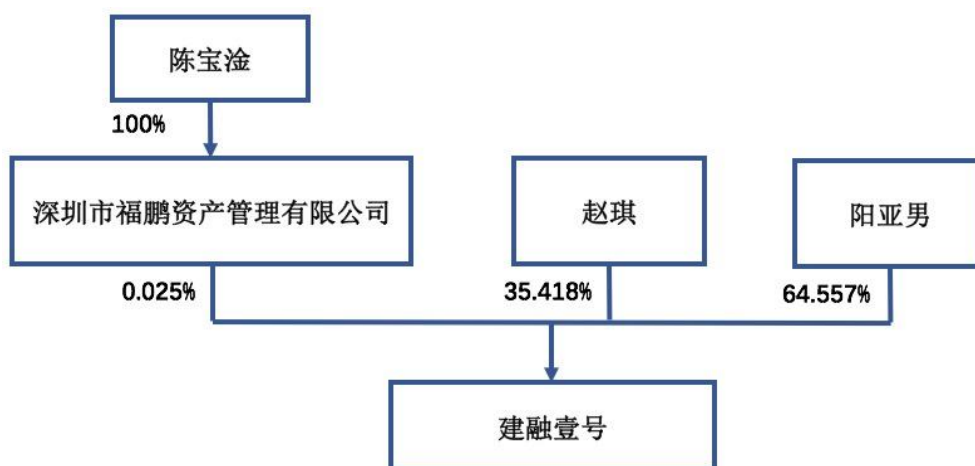 陈宝淦
100%
深圳市福鹏资产管理有限公司
赵琪
阳亚男
0.025%
35.418%
64.557%
建融壹号